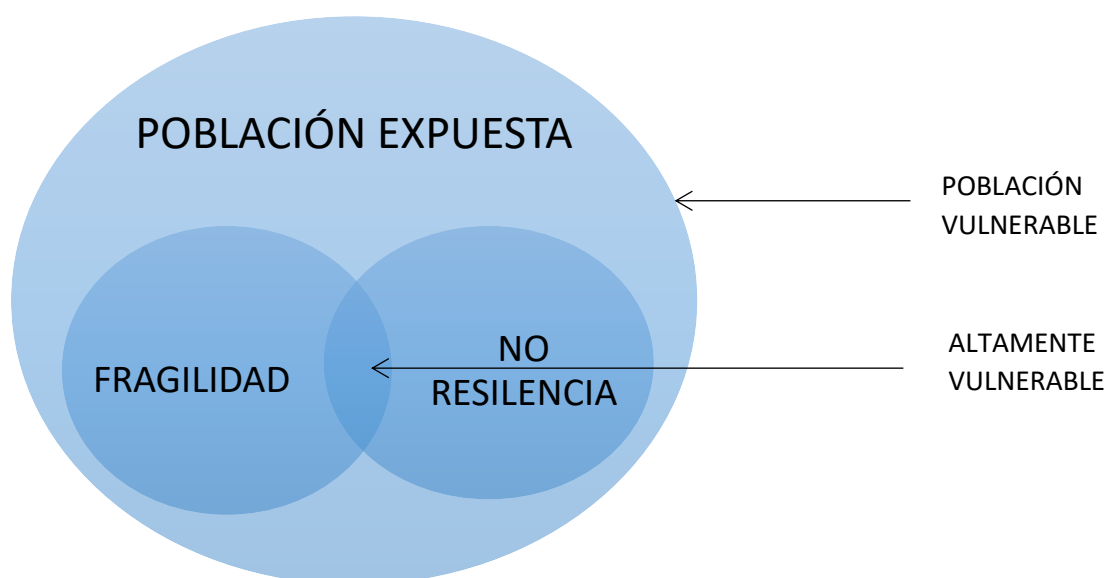 POBLACIÓN EXPUESTA
POBLACIÓN
VULNERABLE
FRAGILIDAD
NO
RESILENCIA
ALTAMENTE
VULNERABLE